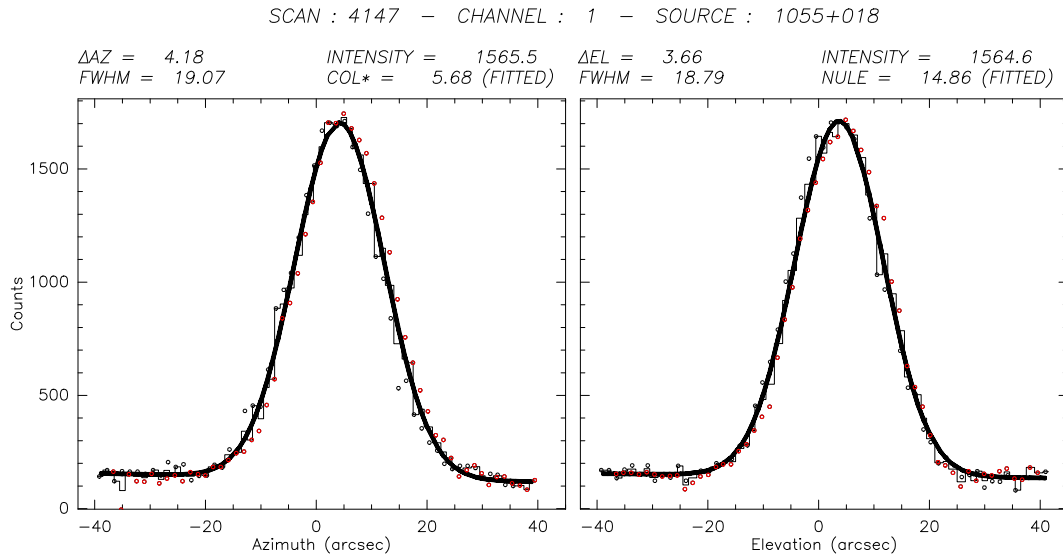 SCAN : 4147 − CHANNEL : 1 − SOURCE : 1055+018
ΔAZ = 4.18 INTENSITY = 1565.5
FWHM = 19.07 COL* = 5.68 (FITTED)
ΔEL = 3.66 INTENSITY = 1564.6
FWHM = 18.79 NULE = 14.86 (FITTED)
Counts
1500
1000
500
0
−40 −20 0 20 40
Azimuth (arcsec)
−40 −20 0 20 40
Elevation (arcsec)